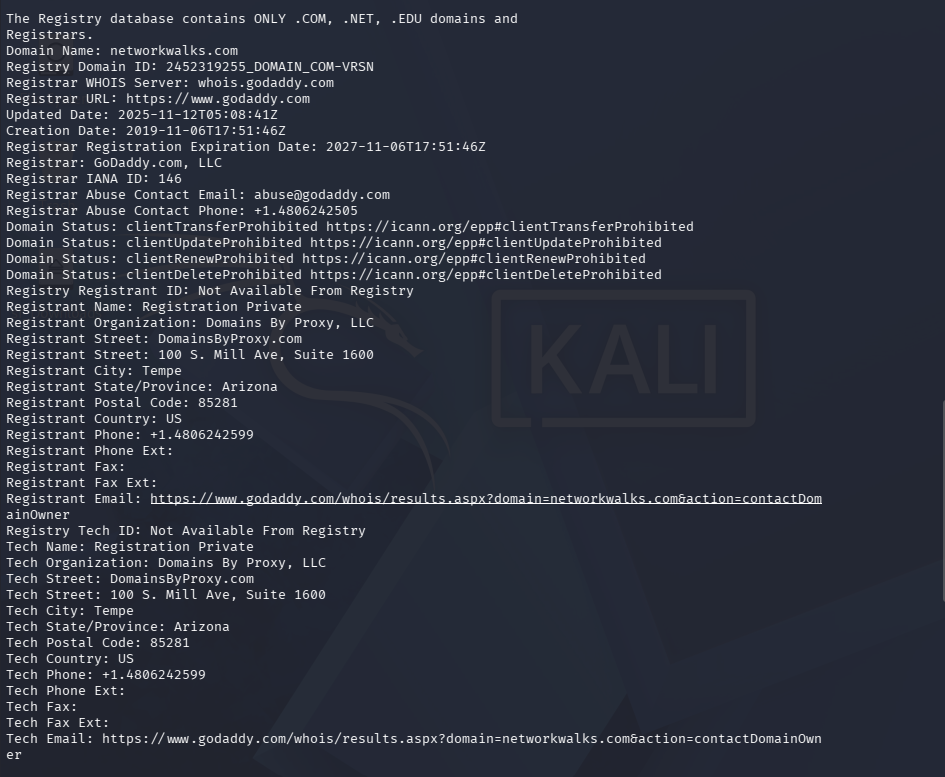 The Registry database contains ONLY .COM, .NET, .EDU domains and
Registrars.
Domain Name: networkwalks.com
Registry Domain ID: 2452319255_DOMAIN_COM-VRSN
Registrar WHOIS Server: whois.godaddy.com
Registrar URL: https://www.godaddy.com
Updated Date: 2025-11-12T05:08:41Z
Creation Date: 2019-11-06T17:51:46Z
Registrar Registration Expiration Date: 2027-11-06T17:51:46Z
Registrar: GoDaddy.com, LLC
Registrar IANA ID: 146
Registrar Abuse Contact Email: abuse@godaddy.com
Registrar Abuse Contact Phone: +1.4806242505
Domain Status: clientTransferProhibited https://icann.org/epp#clientTransferProhibited
Domain Status: clientUpdateProhibited https://icann.org/epp#clientUpdateProhibited
Domain Status: clientRenewProhibited https://icann.org/epp#clientRenewProhibited
Domain Status: clientDeleteProhibited https://icann.org/epp#clientDeleteProhibited
Registry Registrant ID: Not Available From Registry
Registrant Name: Registration Private
Registrant Organization: Domains By Proxy, LLC
Registrant Street: DomainsByProxy.com
Registrant Street: 100 S. Mill Ave, Suite 1600
Registrant City: Tempe
Registrant State/Province: Arizona
Registrant Postal Code: 85281
Registrant Country: US
Registrant Phone: +1.4806242599
Registrant Phone Ext:
Registrant Fax:
Registrant Fax Ext:
Registrant Email: https://www.godaddy.com/whois/results.aspx?domain=networkwalks.com&action=contactDom
ainOwner
Registry Tech ID: Not Available From Registry
Tech Name: Registration Private
Tech Organization: Domains By Proxy, LLC
Tech Street: DomainsByProxy.com
Tech Street: 100 S. Mill Ave, Suite 1600
Tech City: Tempe
Tech State/Province: Arizona
Tech Postal Code: 85281
Tech Country: US
Tech Phone: +1.4806242599
Tech Phone Ext:
Tech Fax:
Tech Fax Ext:
Tech Email: https://www.godaddy.com/whois/results.aspx?domain=networkwalks.com&action=contactDomainOwn
er
KALI